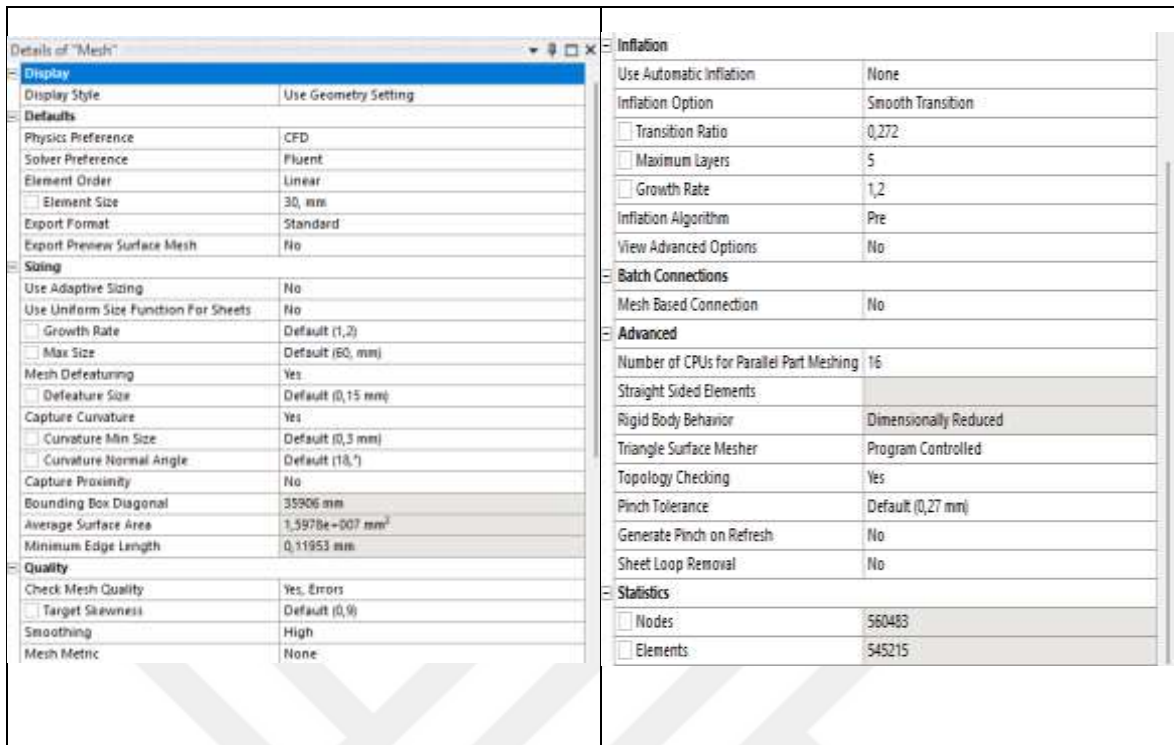 Details of "Mesh"
Display
Display Style Use Geometry Setting
Defaults
Physics Preference CFD
Solver Preference Fluent
Element Order Linear
Element Size 30, mm
Export Format Standard
Export Preview Surface Mesh No
Sizing
Use Adaptive Sizing No
Use Uniform Size Function For Sheets No
Growth Rate Default (1,2)
Max Size Default (60, mm)
Mesh Defeaturing Yes
Defeature Size Default (0,15 mm)
Capture Curvature Yes
Curvature Min Size Default (0,3 mm)
Curvature Normal Angle Default (18,°)
Capture Proximity No
Bounding Box Diagonal 35906 mm
Average Surface Area 1,5978e+007 mm²
Minimum Edge Length 0,11953 mm
Quality
Check Mesh Quality Yes, Errors
Target Skewness Default (0,9)
Smoothing High
Mesh Metric None
Inflation
Use Automatic Inflation None
Inflation Option Smooth Transition
Transition Ratio 0,272
Maximum Layers 5
Growth Rate 1,2
Inflation Algorithm Pre
View Advanced Options No
Batch Connections
Mesh Based Connection No
Advanced
Number of CPUs for Parallel Part Meshing 16
Straight Sided Elements
Rigid Body Behavior Dimensionally Reduced
Triangle Surface Mesher Program Controlled
Topology Checking Yes
Pinch Tolerance Default (0,27 mm)
Generate Pinch on Refresh No
Sheet Loop Removal No
Statistics
Nodes 560483
Elements 545215